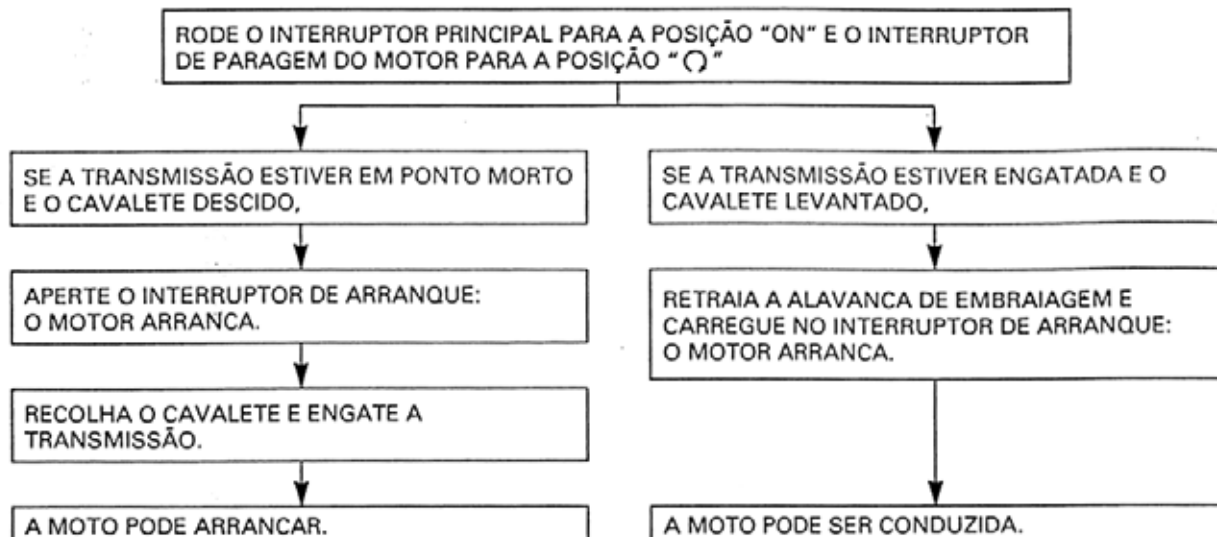 RODE O INTERRUPTOR PRINCIPAL PARA A POSIÇÃO "ON" E O INTERRUPTOR
DE PARAGEM DO MOTOR PARA A POSIÇÃO " "
SE A TRANSMISSÃO ESTIVER EM PONTO MORTO
E O CAVALETE DESCIDO,
APERTE O INTERRUPTOR DE ARRANQUE:
O MOTOR ARRANCA.
RECOLHA O CAVALETE E ENGATE A
TRANSMISSÃO.
A MOTO PODE ARRANCAR.
SE A TRANSMISSÃO ESTIVER ENGATADA E O
CAVALETE LEVANTADO,
RETRAIA A ALAVANCA DE EMBRAIAGEM E
CARREGUE NO INTERRUPTOR DE ARRANQUE:
O MOTOR ARRANCA.
A MOTO PODE SER CONDUZIDA.